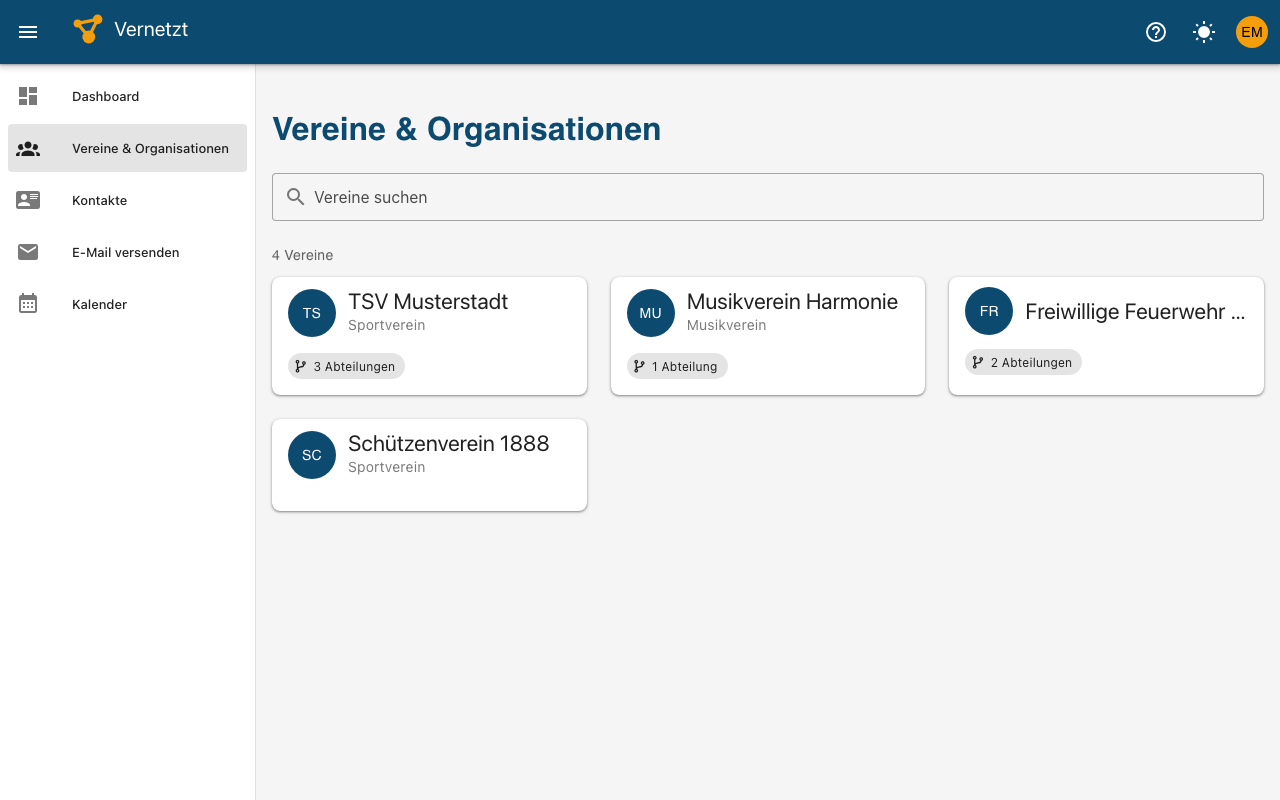 Vernetzt
EM
Dashboard
Vereine & Organisationen
Kontakte
E-Mail versenden
Kalender
Vereine & Organisationen
Vereine suchen
4 Vereine
TS
TSV Musterstadt
Sportverein
3 Abteilungen
MU
Musikverein Harmonie
Musikverein
1 Abteilung
FR
Freiwillige Feuerwehr ...
2 Abteilungen
SC
Schützenverein 1888
Sportverein